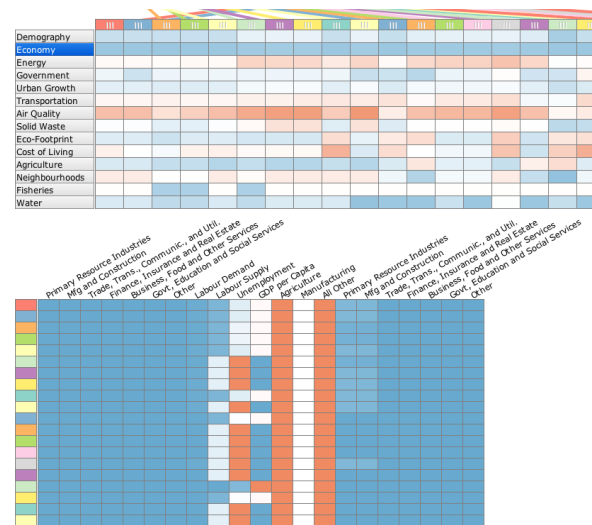 Demography
Economy
Energy
Government
Urban Growth
Transportation
Air Quality
Solid Waste
Eco-Footprint
Cost of Living
Agriculture
Neighbourhoods
Fisheries
Water
Primary Resource Industries
Mfg and Construction
Trade, Trans., Communic., and Util.
Finance, Insurance and Real Estate
Business, Food and Other Services
Govt, Education and Social Services
Other
Labour Demand
Labour Supply
Unemployment
GDP per Capita
Agriculture
Manufacturing
All Other
Primary Resource Industries
Mfg and Construction
Trade, Trans., Communic., and Util.
Finance, Insurance and Real Estate
Business, Food and Other Services
Govt, Education and Social Services
Other